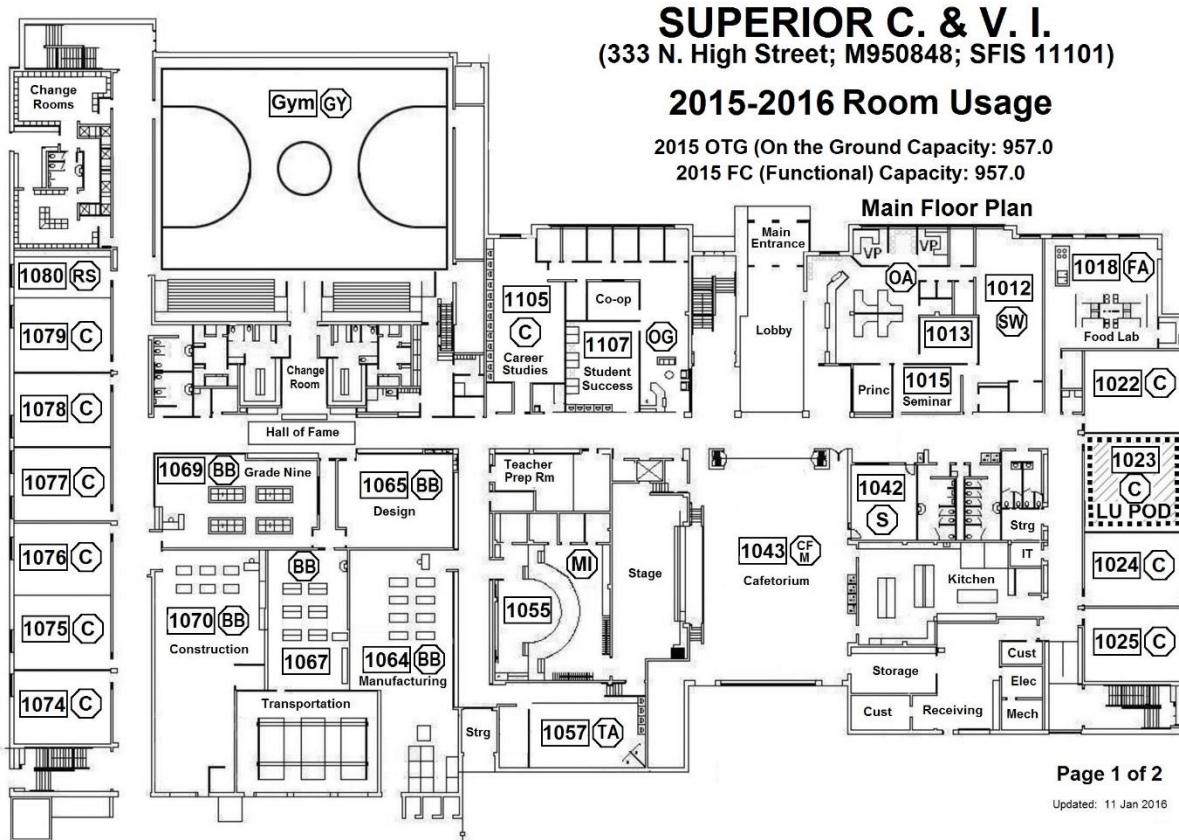 SUPERIOR C. & V. I.
(333 N. High Street; M950848; SFIS 11101)
2015-2016 Room Usage
2015 OTG (On the Ground Capacity: 957.0
2015 FC (Functional) Capacity: 957.0
Main Floor Plan
Change
Rooms
Gym GY
Main
Entrance
VP
VP
1080 RS
1105
C
Career
Studies
Co-op
OG
1107
Student
Success
Lobby
OA
1012
SW
1018 FA
Food Lab
1013
1079 C
Change
Room
Princ
1015
Seminar
1022 C
1078 C
Hall of Fame
1069 BB
Grade Nine
1065 BB
Design
Teacher
Prep Rm
1042
S
Strg
1023
C
LU POD
1077 C
1076 C
BB
MI
Stage
1043 CF M
Cafetorium
Kitchen
IT
1024 C
1070 BB
Construction
1055
1075 C
1067
1064 BB
Manufacturing
Storage
Cust
1025 C
Elec
1074 C
Transportation
Strg
1057 TA
Cust
Receiving
Mech
Page 1 of 2
Updated: 11 Jan 2016